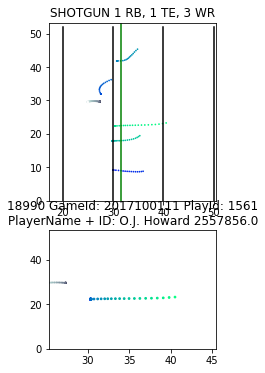 SHOTGUN 1 RB, 1 TE, 3 WR
50
40
30
20
10
0
20 30 40 50
18990 GameId: 2017100111 PlayId: 1561
PlayerName + ID: O.J. Howard 2557856.0
40
20
0
30 35 40 45